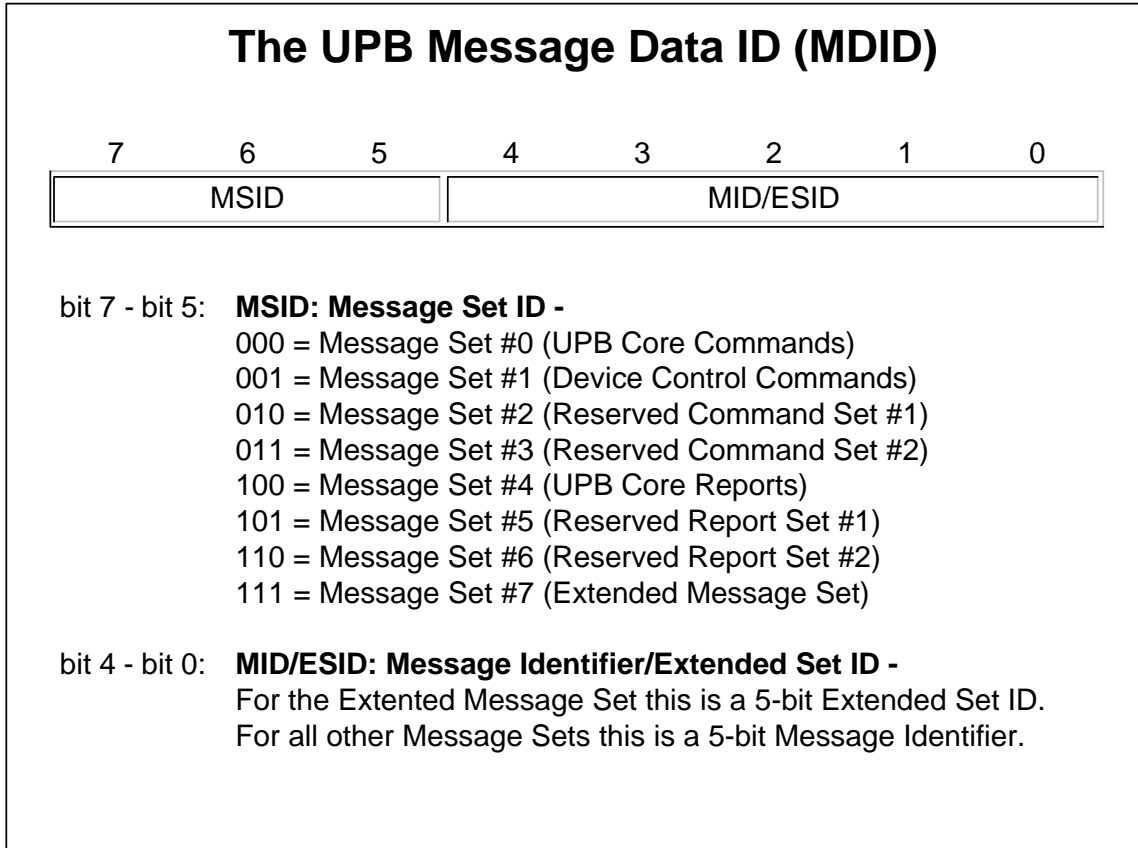 The UPB Message Data ID (MDID)
7 6 5 4 3 2 1 0
MSID MID/ESID
bit 7 - bit 5: MSID: Message Set ID -
000 = Message Set #0 (UPB Core Commands)
001 = Message Set #1 (Device Control Commands)
010 = Message Set #2 (Reserved Command Set #1)
011 = Message Set #3 (Reserved Command Set #2)
100 = Message Set #4 (UPB Core Reports)
101 = Message Set #5 (Reserved Report Set #1)
110 = Message Set #6 (Reserved Report Set #2)
111 = Message Set #7 (Extended Message Set)
bit 4 - bit 0: MID/ESID: Message Identifier/Extended Set ID -
For the Extented Message Set this is a 5-bit Extended Set ID.
For all other Message Sets this is a 5-bit Message Identifier.